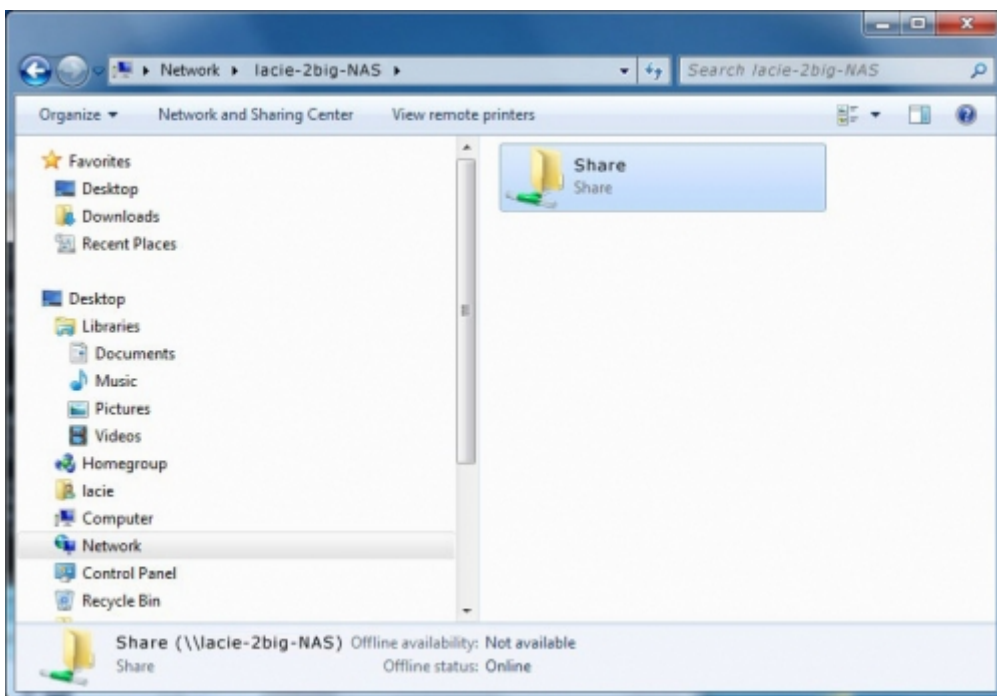 Network ▸ lacie-2big-NAS ▸
Search lacie-2big-NAS
Organize ▾ Network and Sharing Center View remote printers
Favorites
Desktop
Downloads
Recent Places
Desktop
Libraries
Documents
Music
Pictures
Videos
Homegroup
lacie
Computer
Network
Control Panel
Recycle Bin
Share
Share
Share (\\lacie-2big-NAS) Offline availability: Not available
Share Offline status: Online